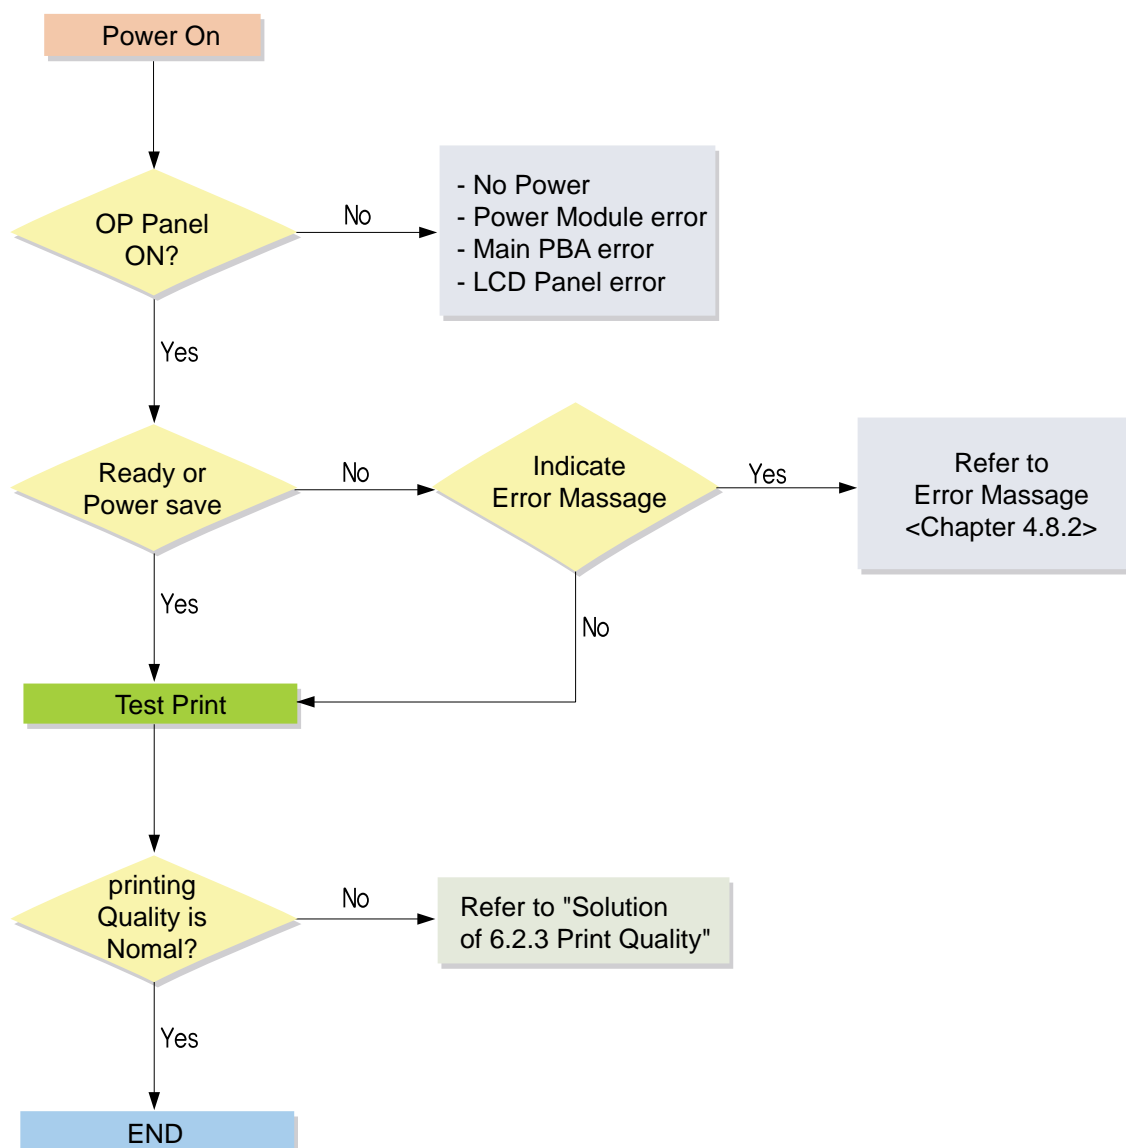 Power On
OP Panel
ON?
No
- No Power
- Power Module error
- Main PBA error
- LCD Panel error
Yes
Ready or
Power save
No
Indicate
Error Massage
Yes
Refer to
Error Massage
<Chapter 4.8.2>
Yes
No
Test Print
printing
Quality is
Nomal?
No
Refer to "Solution
of 6.2.3 Print Quality"
Yes
END